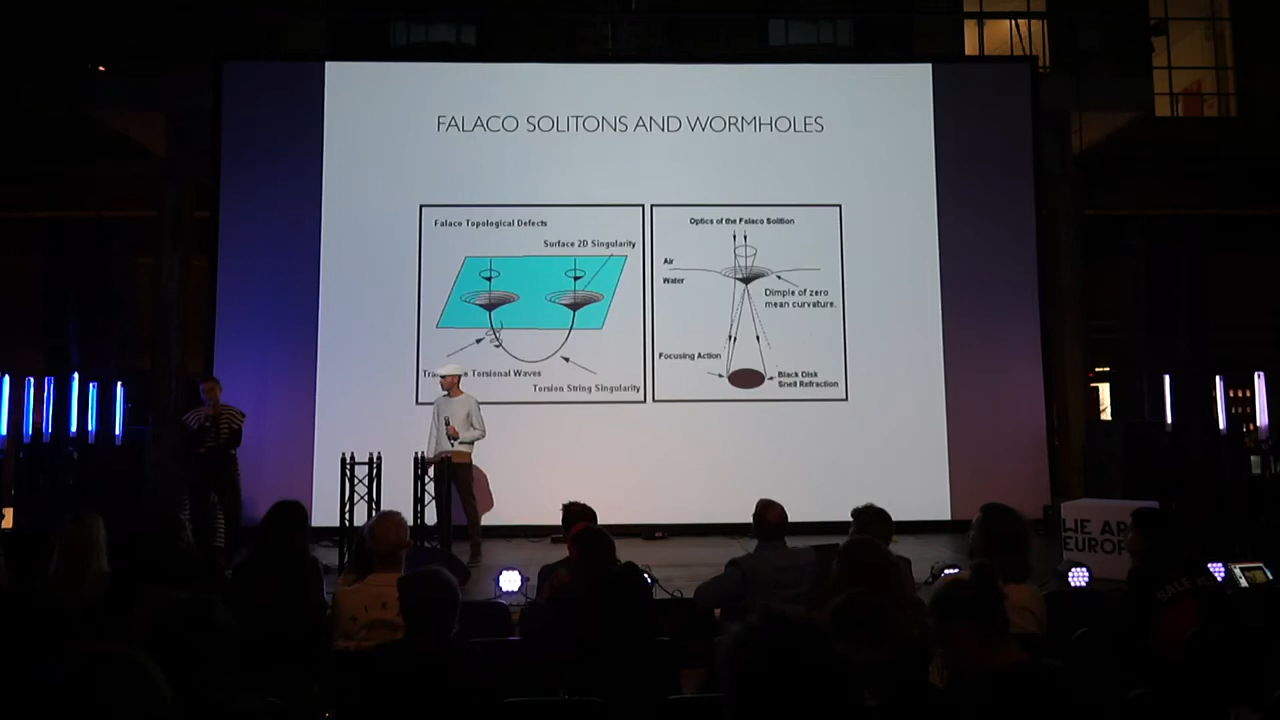 FALACO SOLITONS AND WORMHOLES
Falaco Topological Defects
Surface 2D Singularity
Torsional Waves
Torsion String Singularity
Optics of the Falaco Solition
Air
Water
Dimple of zero
mean curvature.
Focusing Action
Black Disk
Snell Refraction
WE AR
EUROP